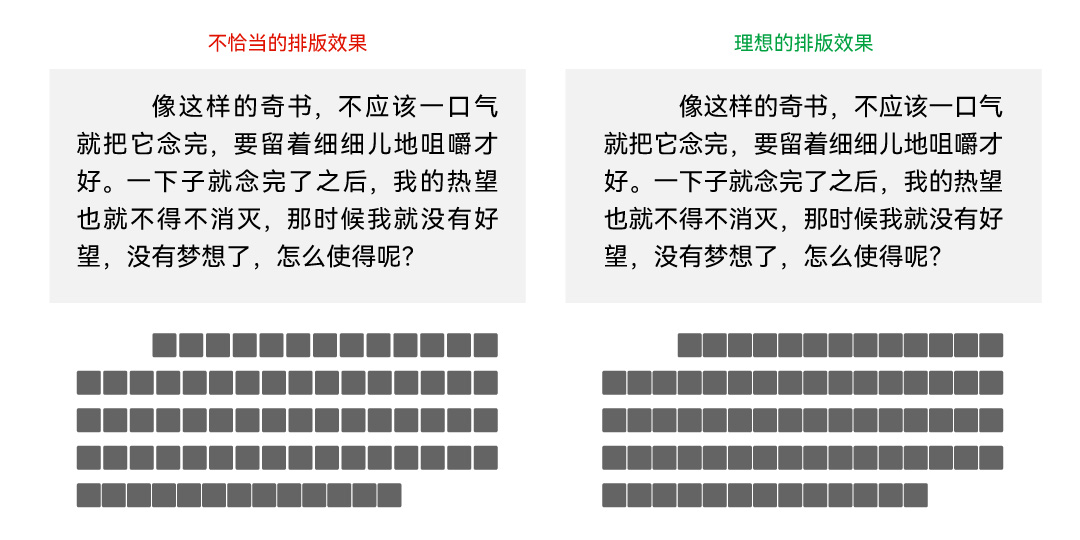 不恰当的排版效果
像这样的奇书，不应该一口气
就把它念完，要留着细细儿地咀嚼才
好。一下子就念完了之后，我的热望
也就不得不消灭，那时候我就没有好
望，没有梦想了，怎么使得呢？
理想的排版效果
像这样的奇书，不应该一口气
就把它念完，要留着细细儿地咀嚼才
好。一下子就念完了之后，我的热望
也就不得不消灭，那时候我就没有好
望，没有梦想了，怎么使得呢？